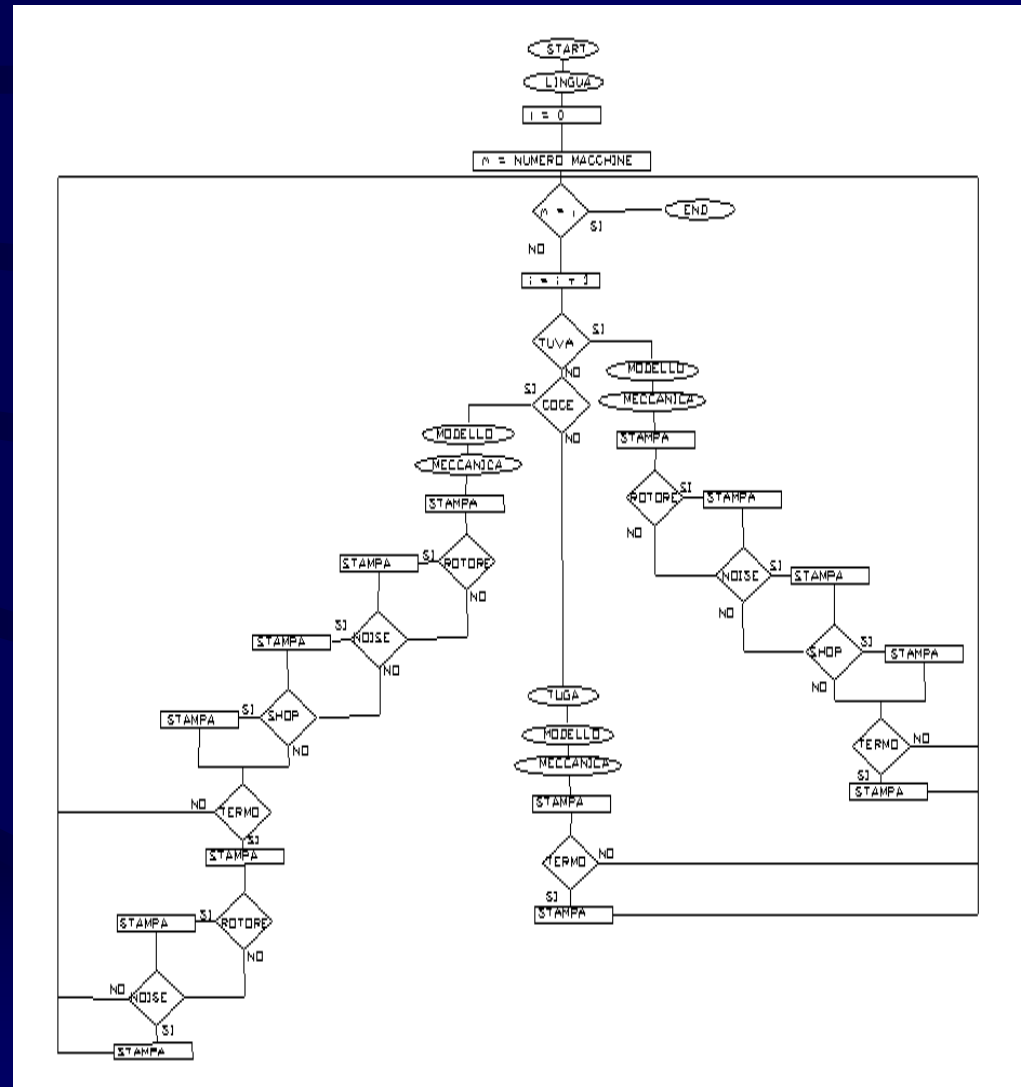 START
LINGUA
I = 0
M = NUMERO MACCHINE
M = I
SI
END
NO
I = I + 1
TUVA
SI
NO
MODELLO
MECCANICA
STAMPA
ROTORE
SI
STAMPA
NO
NOISE
SI
STAMPA
NO
SHOP
SI
STAMPA
NO
TERMO
NO
SI
STAMPA
SI
COCE
NO
MODELLO
MECCANICA
STAMPA
STAMPA
SI
ROTORE
NO
STAMPA
SI
NOISE
NO
STAMPA
SI
SHOP
NO
NO
TERMO
SI
STAMPA
STAMPA
SI
ROTORE
NO
NO
NOISE
SI
STAMPA
TUGA
MODELLO
MECCANICA
STAMPA
TERMO
NO
SI
STAMPA